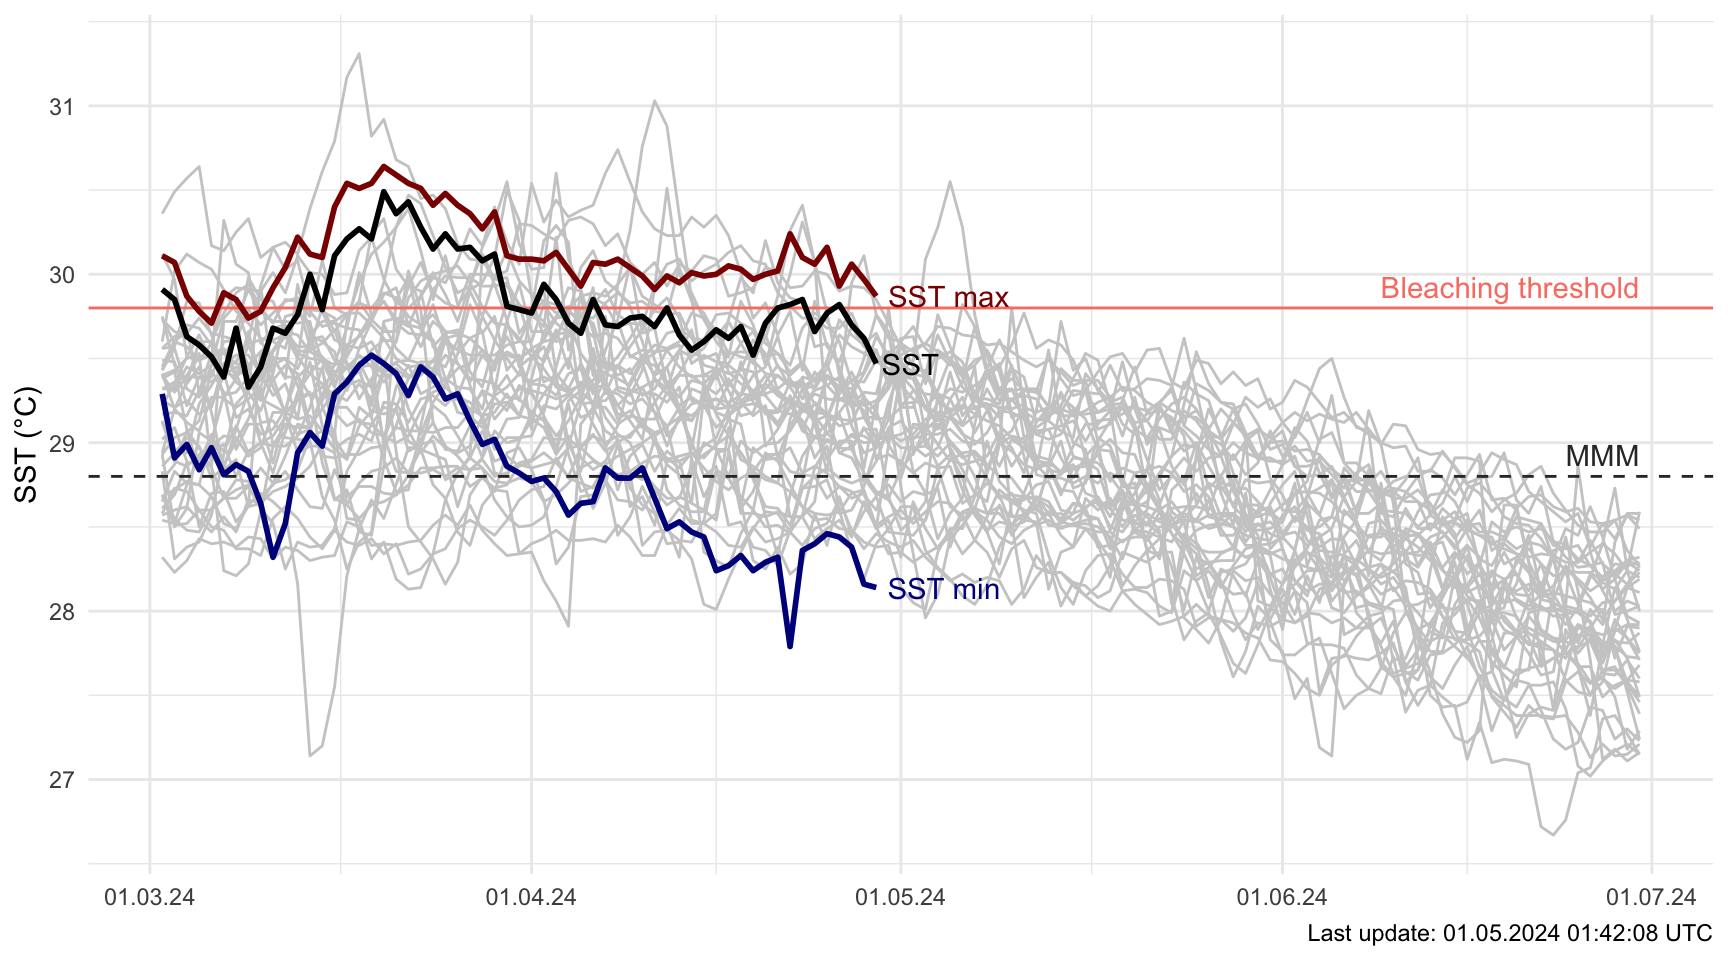 31
30
29
28
27
SST (°C)
Bleaching threshold
SST max
SST
MMM
SST min
01.03.24
01.04.24
01.05.24
01.06.24
01.07.24
Last update: 01.05.2024 01:42:08 UTC